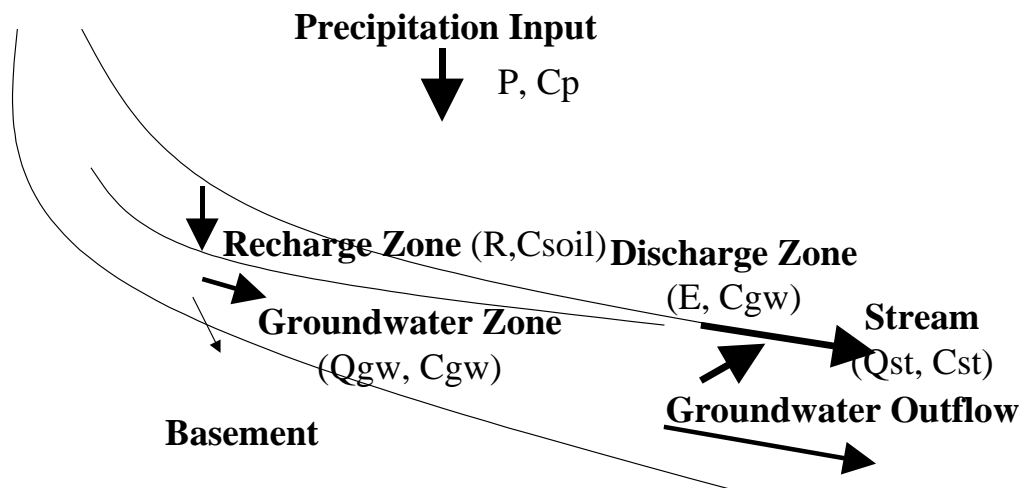 Precipitation Input
P, Cp
Recharge Zone (R,Csoil)
Discharge Zone
(E, Cgw)
Groundwater Zone
(Qgw, Cgw)
Stream
(Qst, Cst)
Groundwater Outflow
Basement